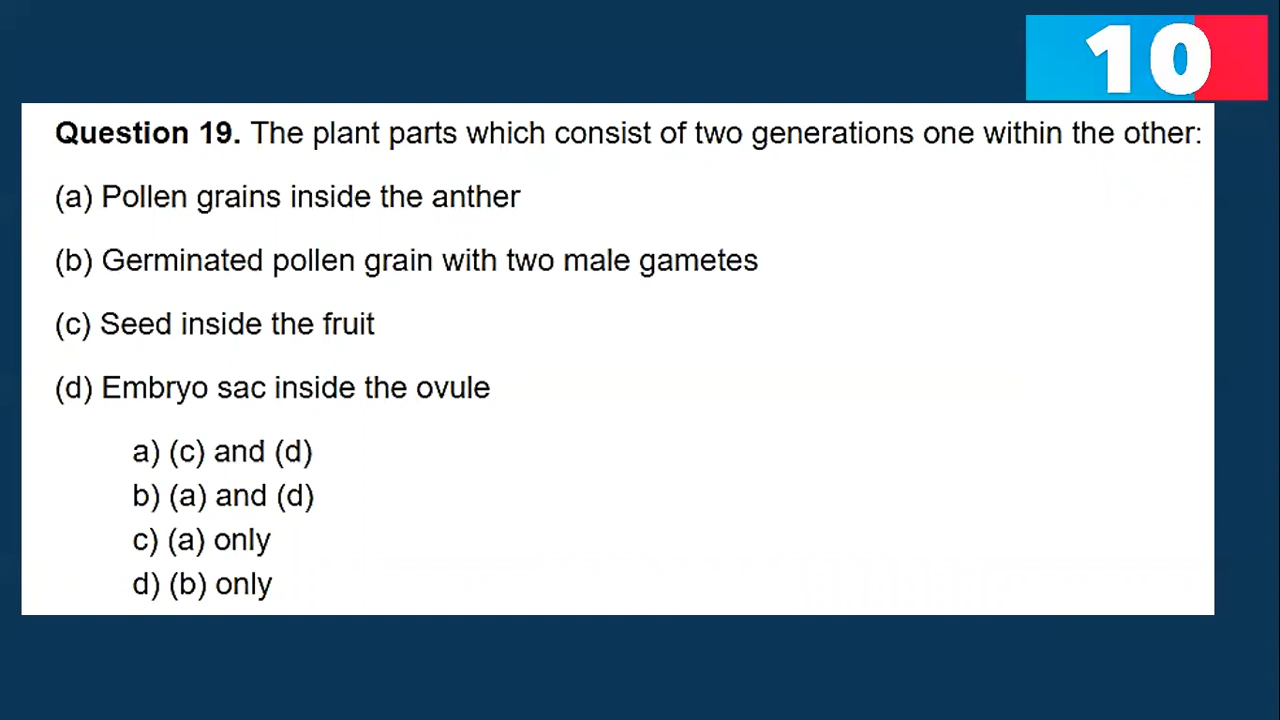 10
Question 19. The plant parts which consist of two generations one within the other:
(a) Pollen grains inside the anther
(b) Germinated pollen grain with two male gametes
(c) Seed inside the fruit
(d) Embryo sac inside the ovule
a) (c) and (d)
b) (a) and (d)
c) (a) only
d) (b) only